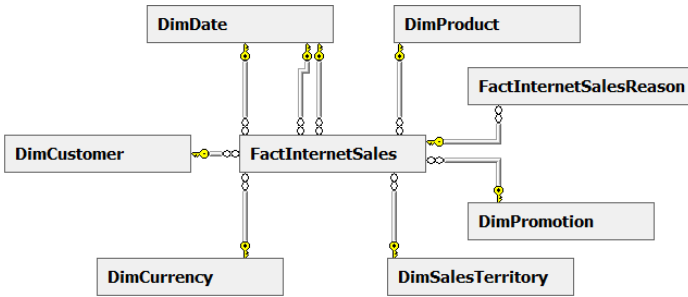 DimDate
DimProduct
FactInternetSalesReason
DimCustomer
FactInternetSales
DimPromotion
DimCurrency
DimSalesTerritory